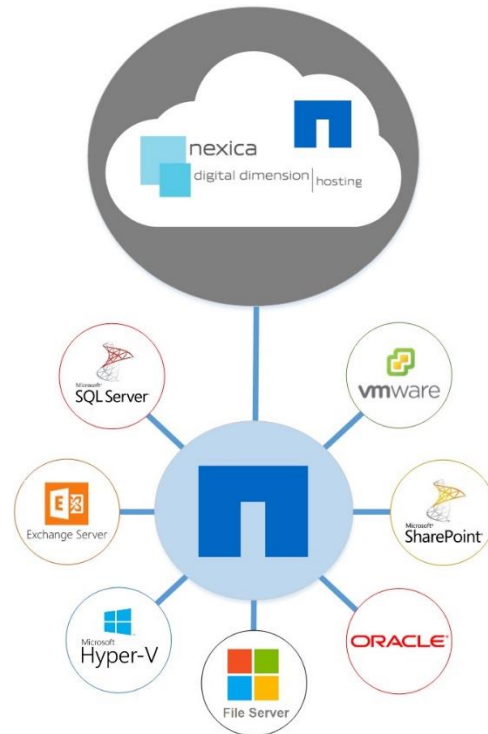 nexica
digital dimension | hosting
Microsoft®
SQL Server
vmware
Exchange Server
Microsoft®
SharePoint
Microsoft
Hyper-V
ORACLE®
File Server